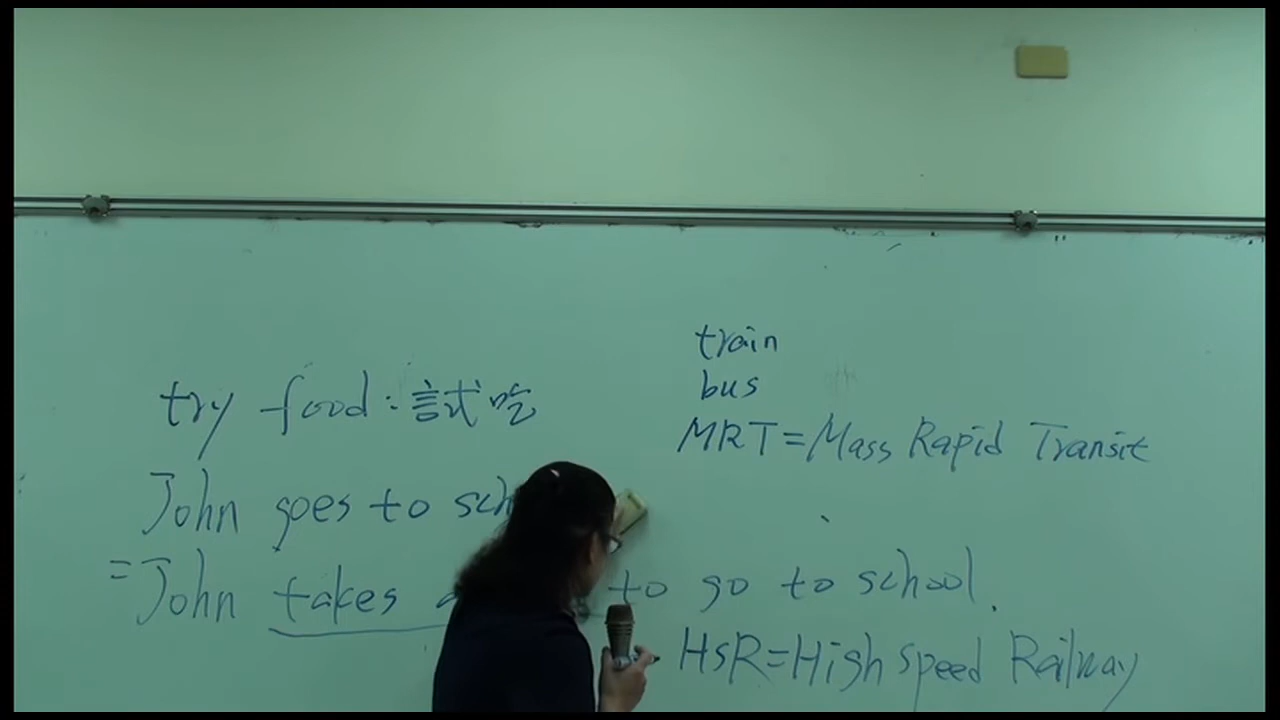 train
bus
try food:試吃
MRT=Mass Rapid Transit
John goes to
=John takes to go to school.
HSR=High Speed Railway